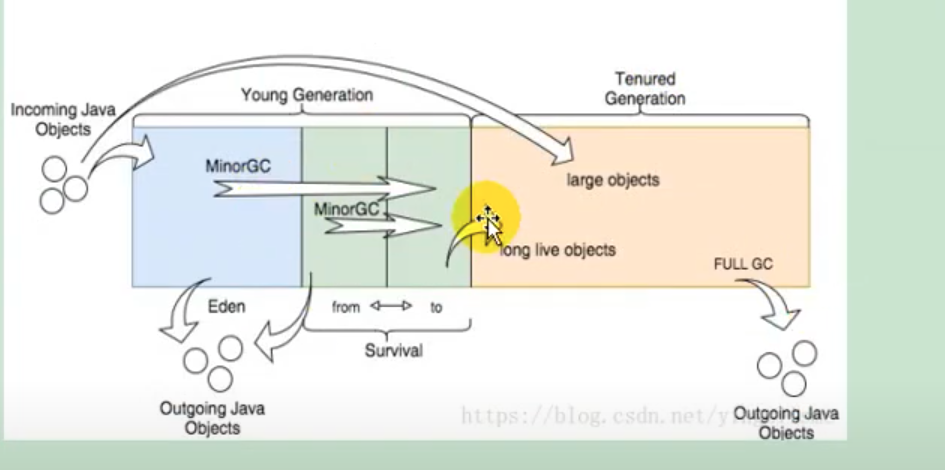 Tenured
Generation
Young Generation
Incoming Java
Objects
MinorGC
large objects
MinorGC
long live objects
FULL GC
Eden
from
to
Survival
Outgoing Java
Objects
https://blog.csdn.net/
Outgoing Java
Objects